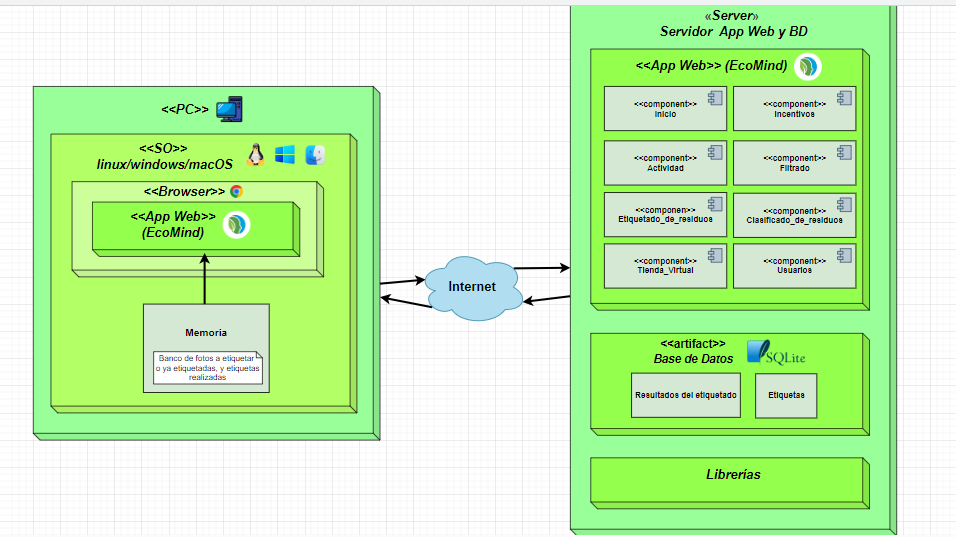 <<PC>>
<<SO>>
linux/windows/macOS
<<Browser>>
<<App Web>>
(EcoMind)
Memoria
Banco de fotos a etiquetar
o ya etiquetadas, y etiquetas
realizadas
Internet
«Server»
Servidor App Web y BD
<<App Web>> (EcoMind)
<<component>>
Inicio
<<component>>
Incentivos
<<component>>
Actividad
<<component>>
Filtrado
<<componen>>
Etiquetado_de_residuos
<<component>>
Clasificado_de_residuos
<<component>>
Tienda_Virtual
<<component>>
Usuarios
<<artifact>>
Base de Datos
SQLite
Resultados del etiquetado
Etiquetas
Librerías